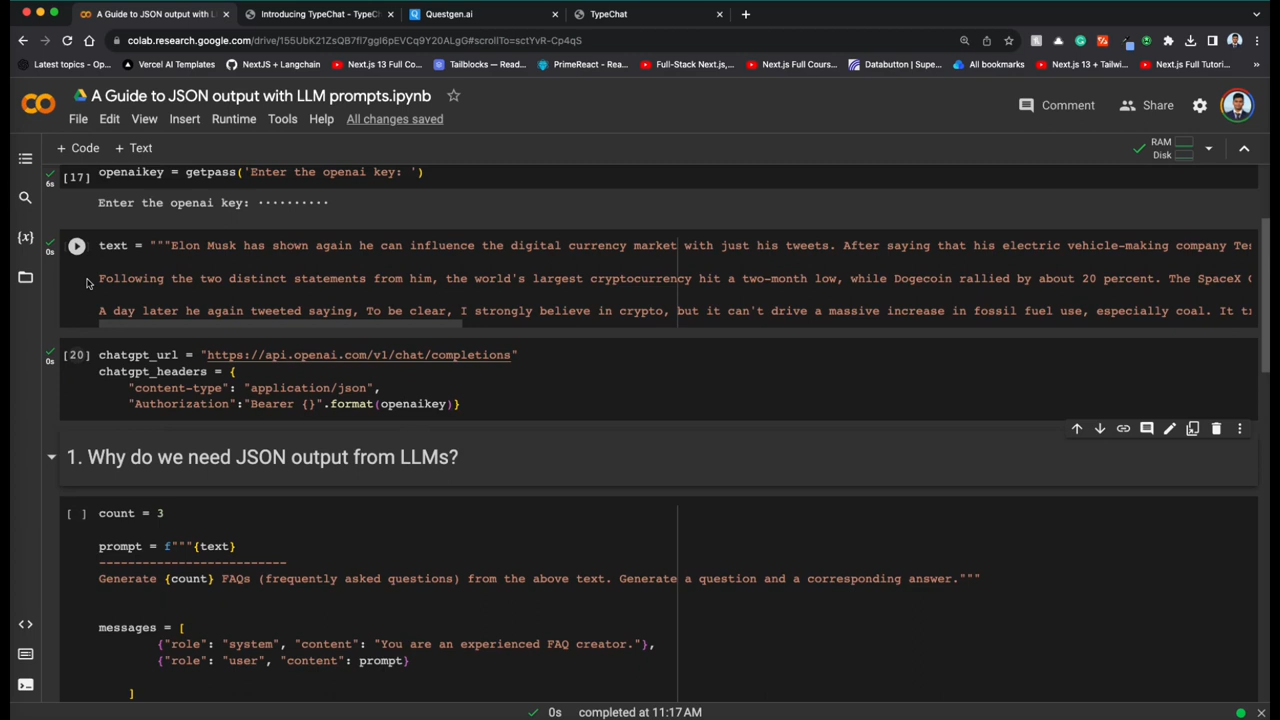 A Guide to JSON output with L
Introducing TypeChat - TypeC
Questgen.ai
TypeChat
colab.research.google.com/drive/155UbK21ZsQB7fl7ggI6pEVCq9Y20ALgG#scrollTo=sctYvR-Cp4qS
Latest topics - Op...
Vercel AI Templates
NextJS + Langchain
Next.js 13 Full Co...
Tailblocks — Read...
PrimeReact - Rea...
Full-Stack Next.js,...
Next.js Full Cours...
Databutton | Supe...
All bookmarks
Next.js 13 + Tailwi...
Next.js Full Tutori...
A Guide to JSON output with LLM prompts.ipynb
Comment
Share
File Edit View Insert Runtime Tools Help All changes saved
+ Code + Text
RAM
Disk
[17] openaikey = getpass('Enter the openai key: ')
6s
Enter the openai key: ··········
text = """Elon Musk has shown again he can influence the digital currency market with just his tweets. After saying that his electric vehicle-making company Tes
0s
Following the two distinct statements from him, the world's largest cryptocurrency hit a two-month low, while Dogecoin rallied by about 20 percent. The SpaceX C
A day later he again tweeted saying, To be clear, I strongly believe in crypto, but it can't drive a massive increase in fossil fuel use, especially coal. It t
[20] chatgpt_url = "https://api.openai.com/v1/chat/completions"
0s
chatgpt_headers = {
"content-type": "application/json",
"Authorization":"Bearer {}".format(openaikey)}
1. Why do we need JSON output from LLMs?
[ ] count = 3
prompt = f"""{text}
--------------------------
Generate {count} FAQs (frequently asked questions) from the above text. Generate a question and a corresponding answer."""
messages = [
{"role": "system", "content": "You are an experienced FAQ creator."},
{"role": "user", "content": prompt}
]
0s completed at 11:17 AM